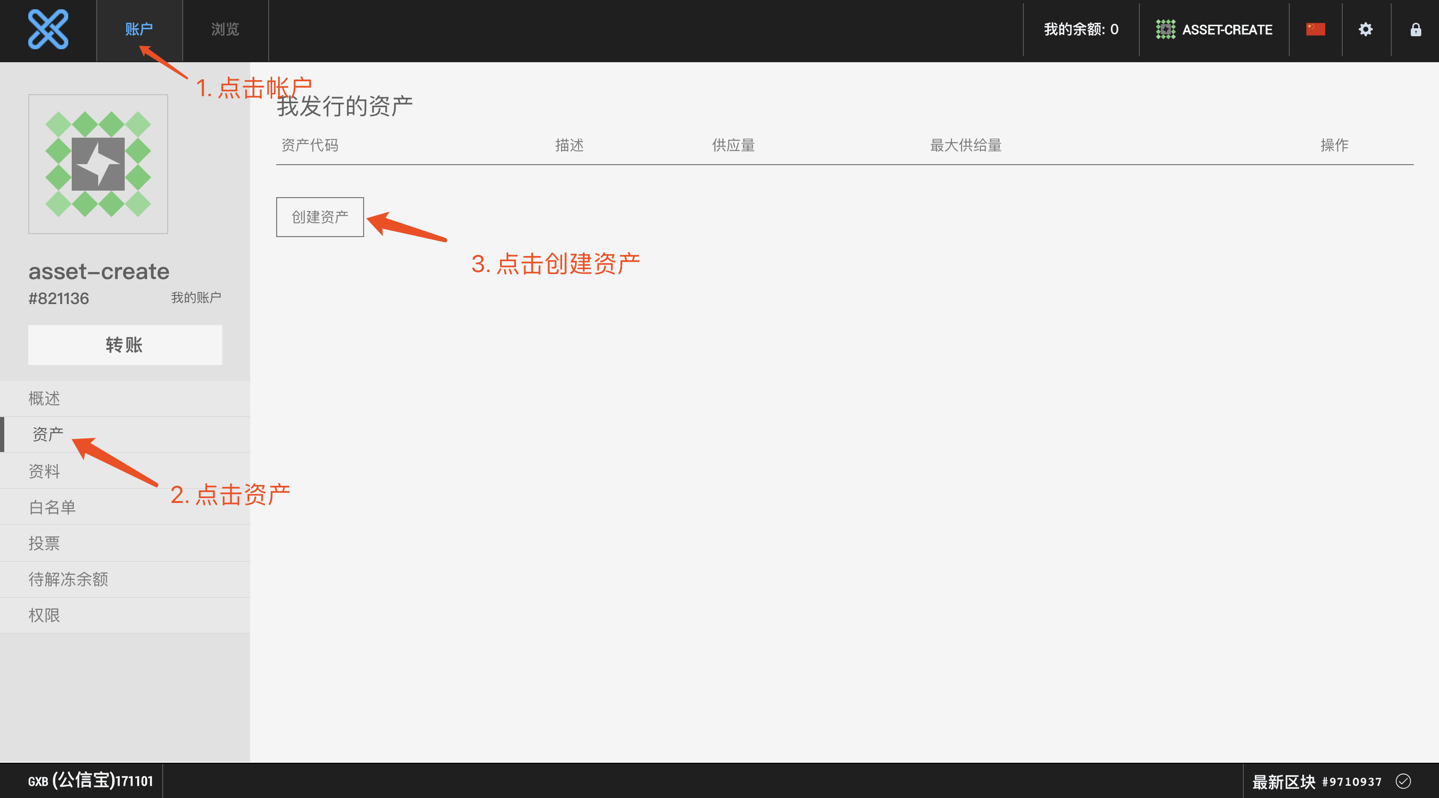 账户
浏览
我的余额: 0
ASSET-CREATE
1. 点击帐户
我发行的资产
资产代码 描述 供应量 最大供给量 操作
创建资产
3. 点击创建资产
asset-create
#821136 我的账户
转账
概述
资产
资料
2. 点击资产
白名单
投票
待解冻余额
权限
GXB (公信宝)171101
最新区块 #9710937